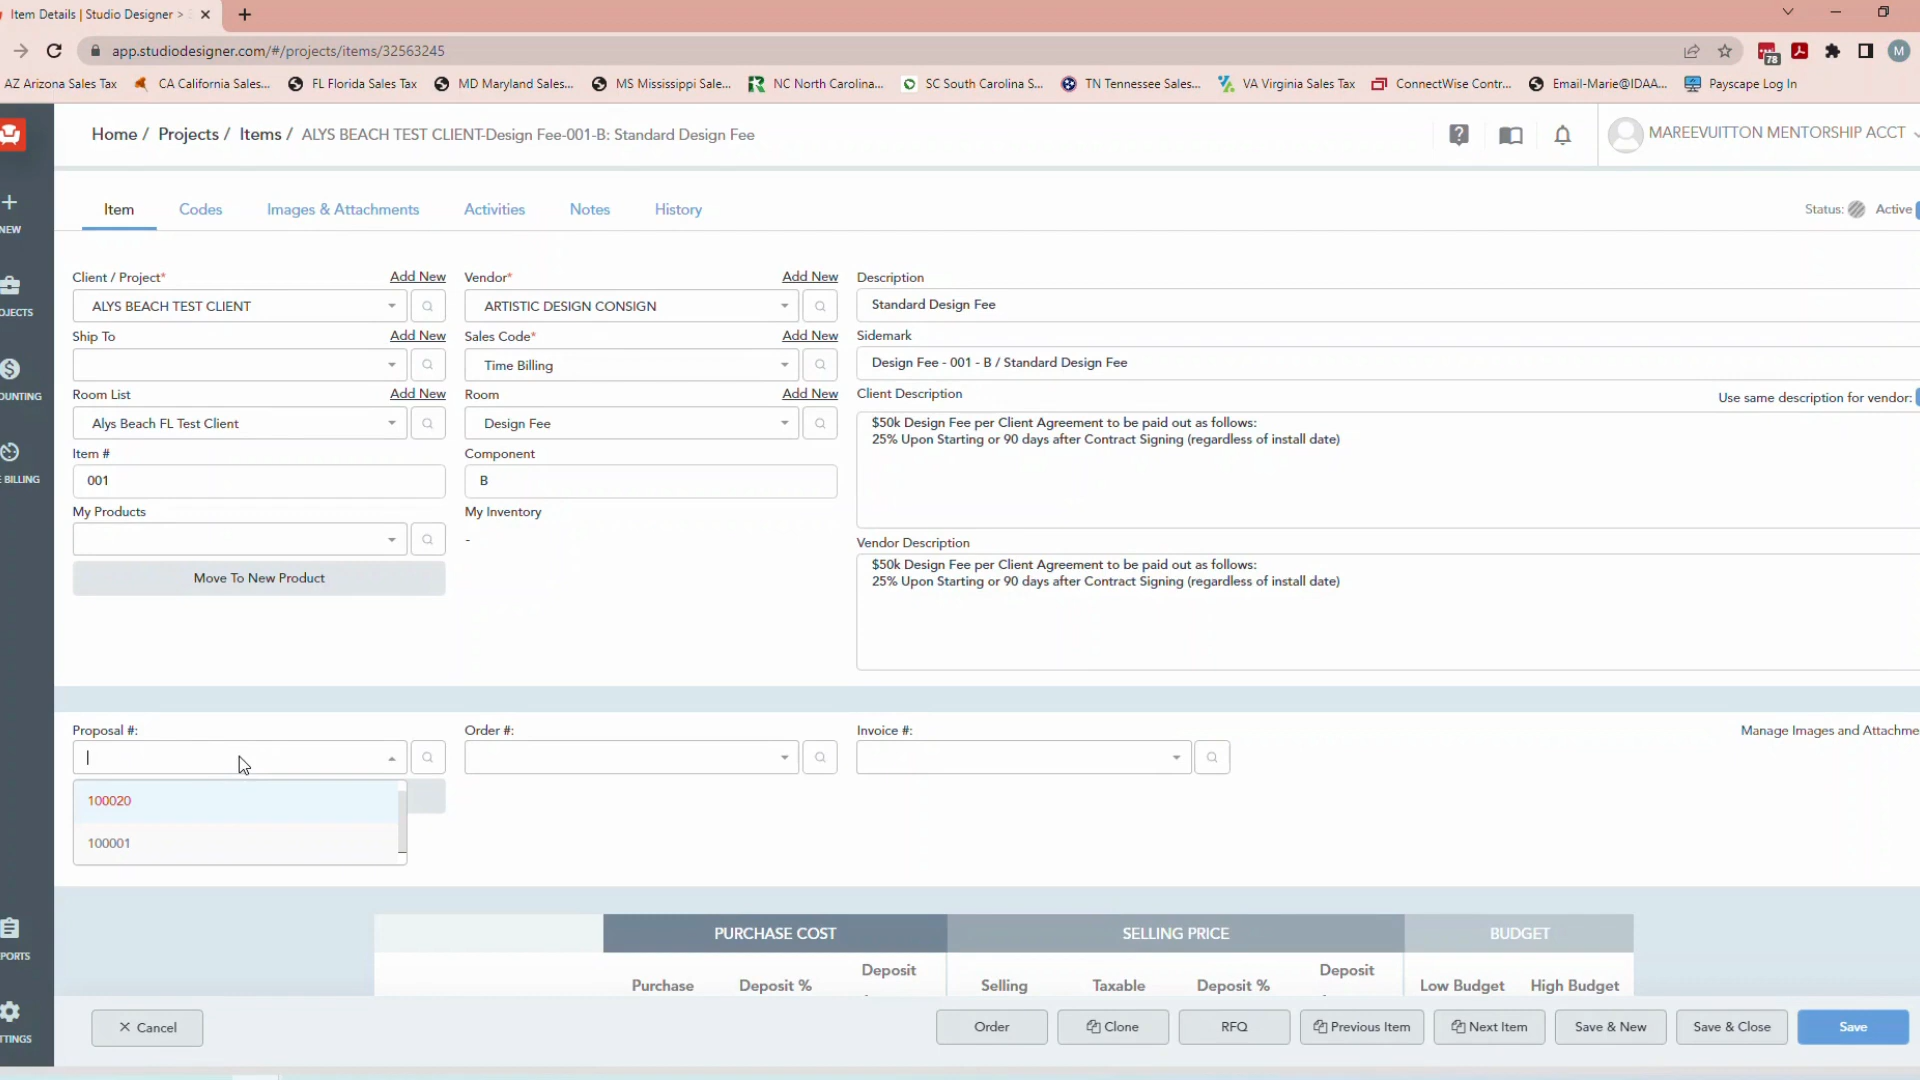 Item Details | Studio Designer >
app.studiodesigner.com/#/projects/items/32563245
78
M
AZ Arizona Sales Tax
CA California Sales...
FL Florida Sales Tax
MD Maryland Sales...
MS Mississippi Sale...
NC North Carolina...
SC South Carolina S...
TN Tennessee Sales...
VA Virginia Sales Tax
ConnectWise Contr...
Email-Marie@IDAA...
Payscape Log In
Home / Projects / Items / ALYS BEACH TEST CLIENT-Design Fee-001-B: Standard Design Fee
MAREEVUITTON MENTORSHIP ACCT
NEW
OJECTS
OUNTING
E BILLING
PORTS
TTINGS
Item Codes Images & Attachments Activities Notes History
Status: Active
Client / Project* Add New
ALYS BEACH TEST CLIENT
Vendor* Add New
ARTISTIC DESIGN CONSIGN
Description
Standard Design Fee
Ship To Add New
Sales Code* Add New
Time Billing
Sidemark
Design Fee - 001 - B / Standard Design Fee
Room List Add New
Alys Beach FL Test Client
Room Add New
Design Fee
Client Description
Use same description for vendor:
$50k Design Fee per Client Agreement to be paid out as follows:
25% Upon Starting or 90 days after Contract Signing (regardless of install date)
Item #
001
Component
B
My Products
My Inventory
-
Move To New Product
Vendor Description
$50k Design Fee per Client Agreement to be paid out as follows:
25% Upon Starting or 90 days after Contract Signing (regardless of install date)
Proposal #:
Order #:
Invoice #:
Manage Images and Attachme
100020
100001
PURCHASE COST SELLING PRICE BUDGET
Purchase Deposit % Deposit Selling Taxable Deposit % Deposit Low Budget High Budget
Cancel Order Clone RFQ Previous Item Next Item Save & New Save & Close Save